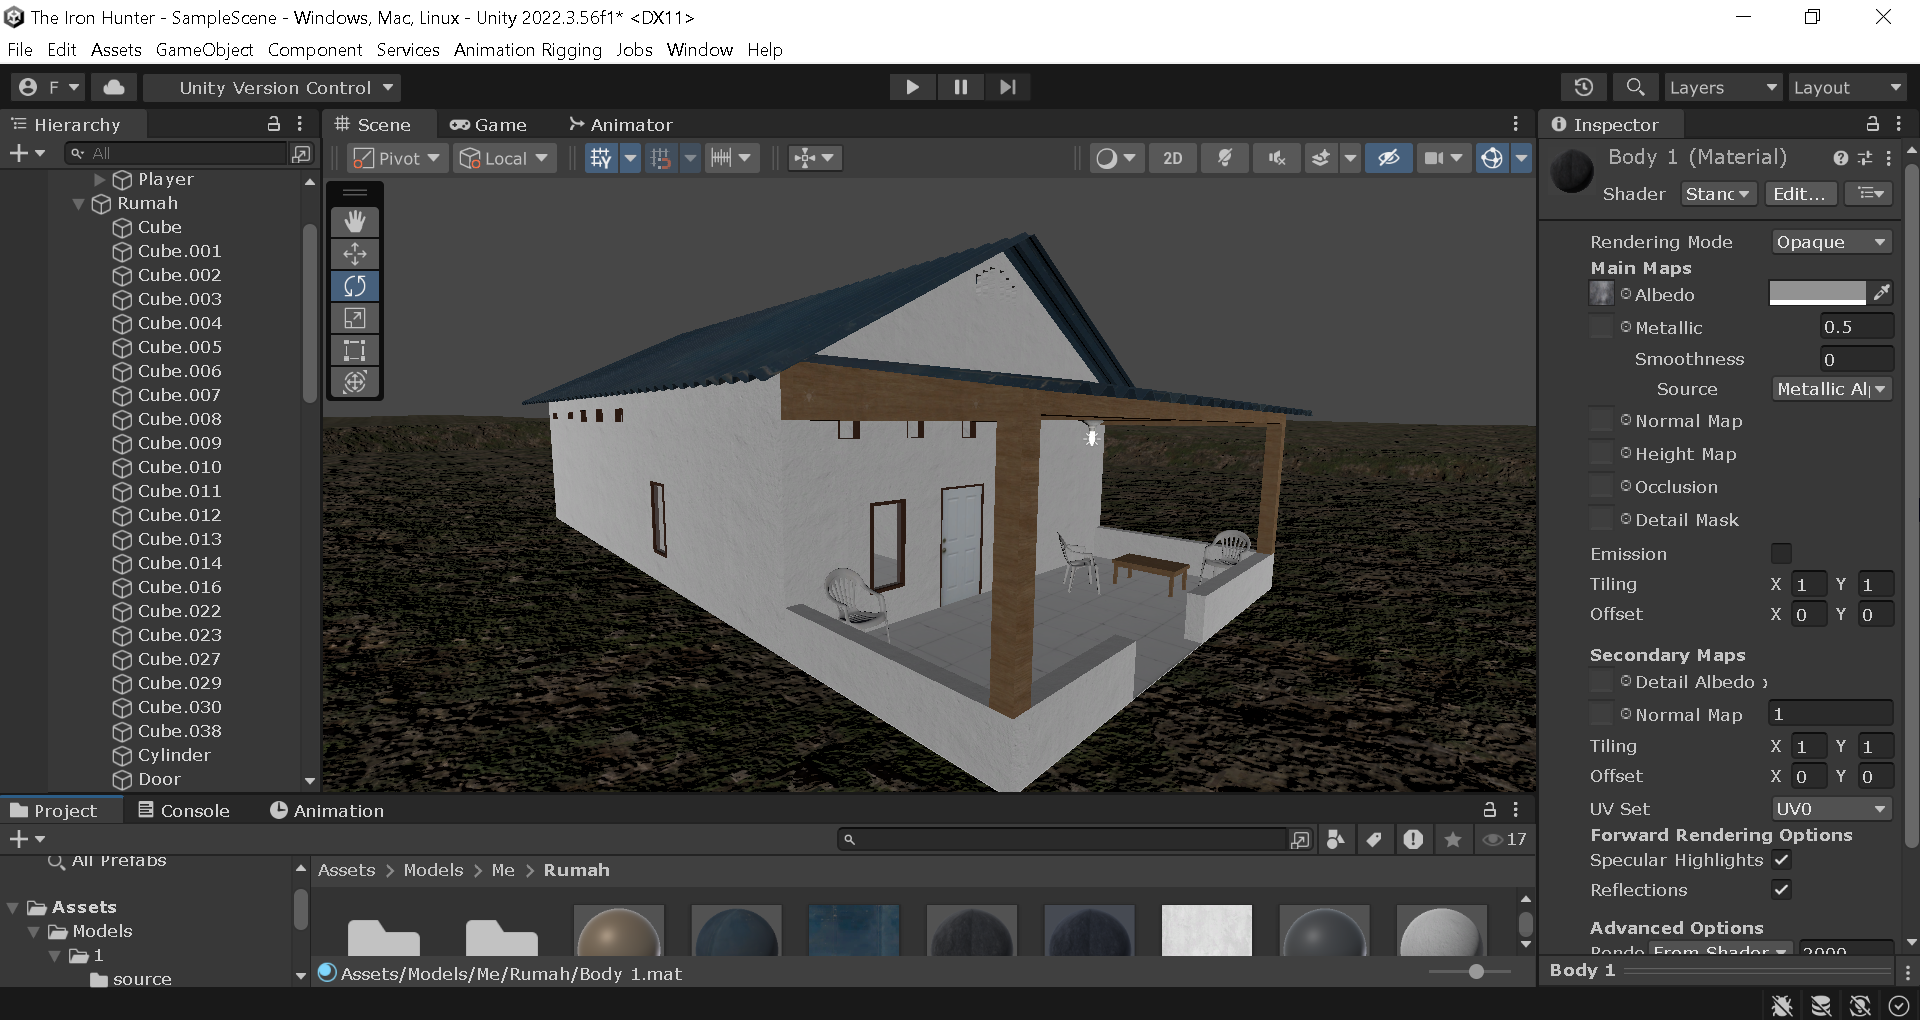 The Iron Hunter - SampleScene - Windows, Mac, Linux - Unity 2022.3.56f1* <DX11>
File Edit Assets GameObject Component Services Animation Rigging Jobs Window Help
F Unity Version Control Layers Layout
Hierarchy
All
Player
Rumah
Cube
Cube.001
Cube.002
Cube.003
Cube.004
Cube.005
Cube.006
Cube.007
Cube.008
Cube.009
Cube.010
Cube.011
Cube.012
Cube.013
Cube.014
Cube.016
Cube.022
Cube.023
Cube.027
Cube.029
Cube.030
Cube.038
Cylinder
Door
Scene Game Animator
Pivot Local 2D
Inspector
Body 1 (Material)
Shader Stanc Edit...
Rendering Mode Opaque
Main Maps
Albedo
Metallic 0.5
Smoothness 0
Source Metallic Al
Normal Map
Height Map
Occlusion
Detail Mask
Emission
Tiling X 1 Y 1
Offset X 0 Y 0
Secondary Maps
Detail Albedo
Normal Map 1
Tiling X 1 Y 1
Offset X 0 Y 0
UV Set UV0
Forward Rendering Options
Specular Highlights
Reflections
Advanced Options
Rende From Shader 2000
Body 1
Project Console Animation
17
All Prefabs
Assets
Models
1
source
Assets > Models > Me > Rumah
Assets/Models/Me/Rumah/Body 1.mat